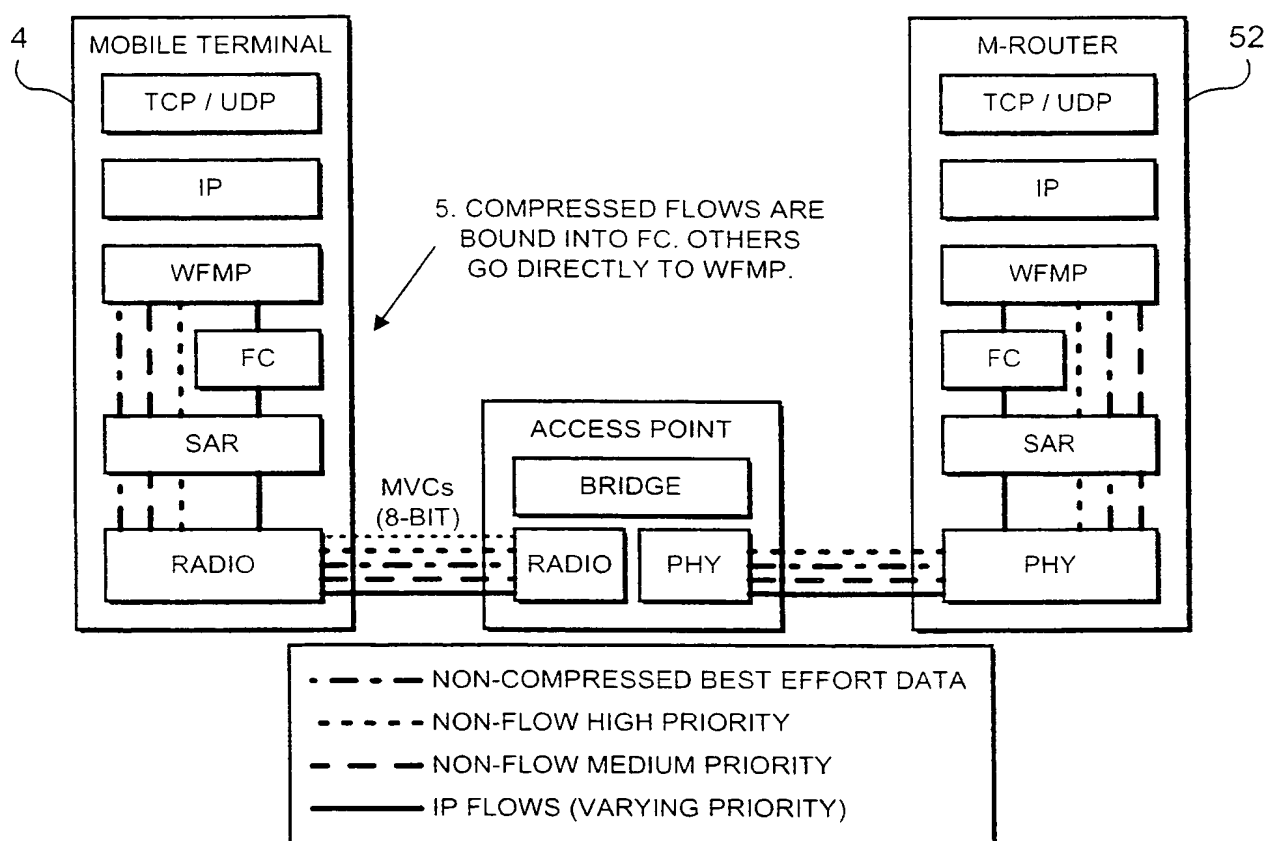 4
MOBILE TERMINAL
TCP / UDP
IP
WFMP
FC
SAR
RADIO
5. COMPRESSED FLOWS ARE
BOUND INTO FC. OTHERS
GO DIRECTLY TO WFMP.
MVCs
(8-BIT)
ACCESS POINT
BRIDGE
RADIO
PHY
52
M-ROUTER
TCP / UDP
IP
WFMP
FC
SAR
PHY
NON-COMPRESSED BEST EFFORT DATA
NON-FLOW HIGH PRIORITY
NON-FLOW MEDIUM PRIORITY
IP FLOWS (VARYING PRIORITY)